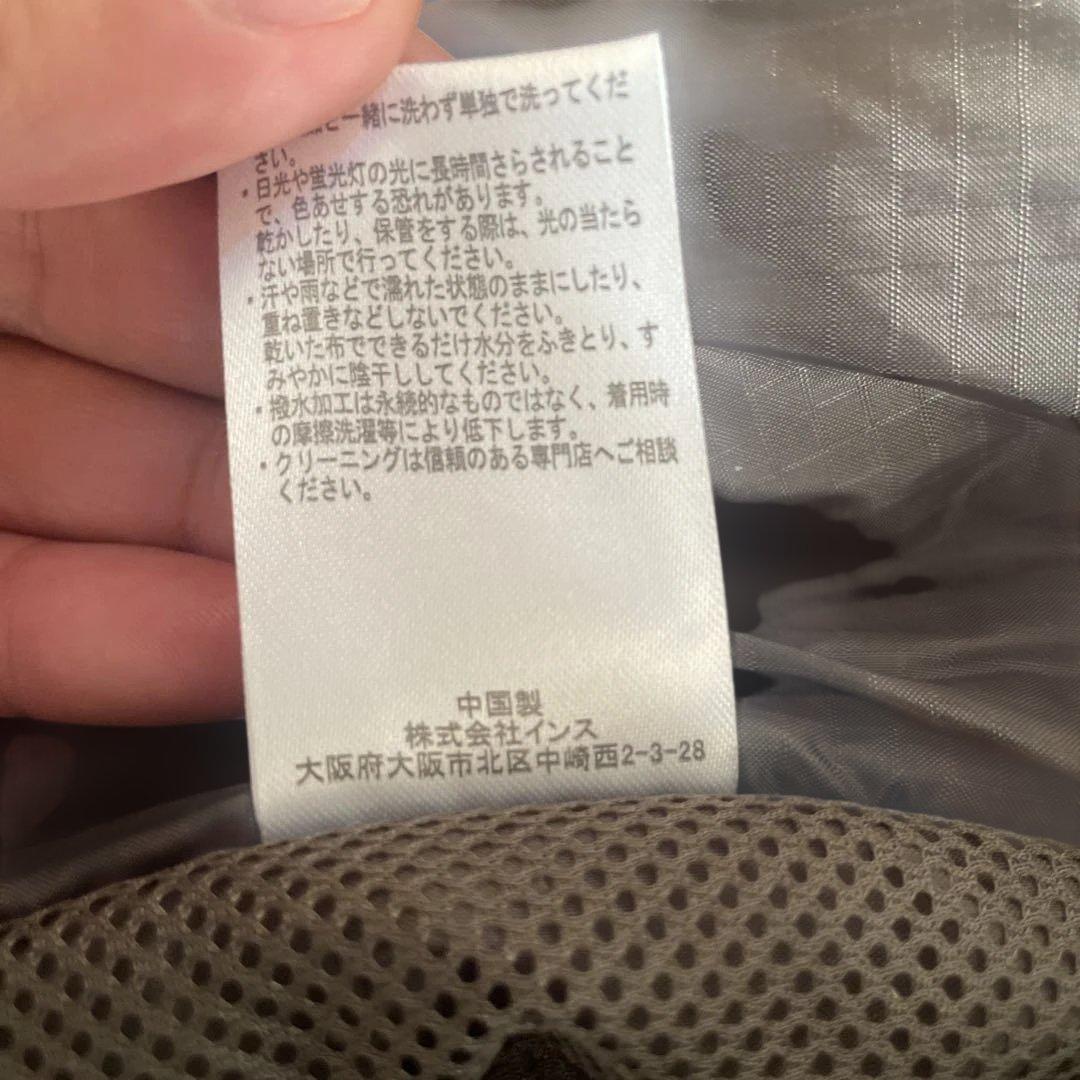 と一緒に洗わず単独で洗ってくだ
さい。
・日光や蛍光灯の光に長時間さらされること
で、色あせする恐れがあります。
乾かしたり、保管をする際は、光の当たら
ない場所で行ってください。
・汗や雨などで濡れた状態のままにしたり、
重ね置きなどしないでください。
乾いた布でできるだけ水分をふきとり、す
みやかに陰干ししてください。
・撥水加工は永続的なものではなく、着用時
の摩擦洗濯等により低下します。
・クリーニングは信頼のある専門店へご相談
ください。
中国製
株式会社インス
大阪府大阪市北区中崎西2-3-28